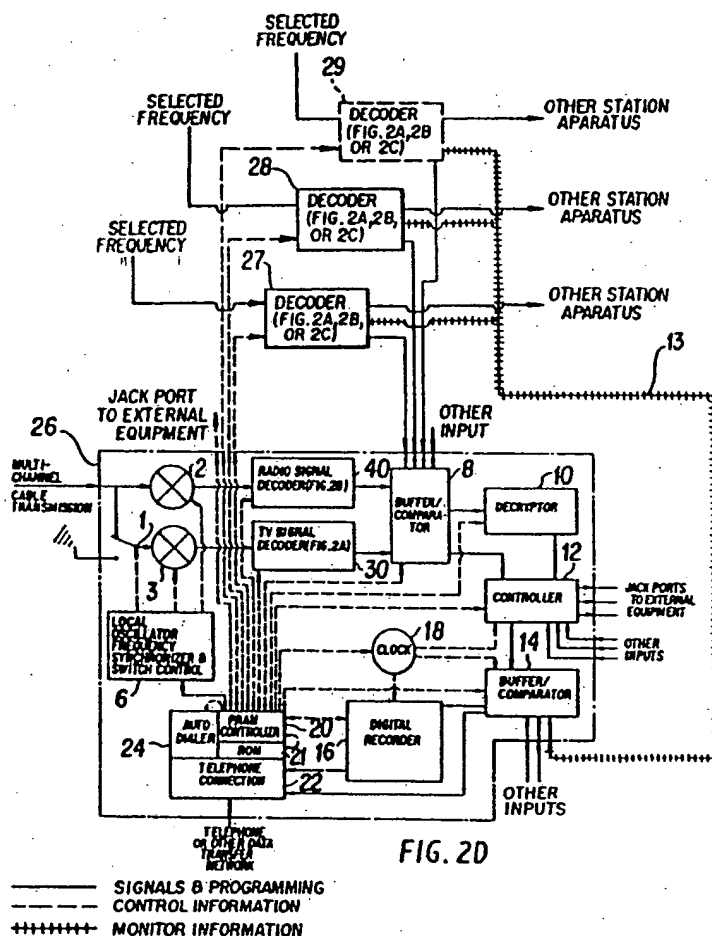 SELECTED
FREQUENCY
29
DECODER
(FIG. 2A, 2B
OR 2C)
OTHER STATION
APPARATUS
SELECTED
FREQUENCY
28
DECODER
(FIG. 2A, 2B,
OR 2C)
OTHER STATION
APPARATUS
SELECTED
FREQUENCY
27
DECODER
(FIG. 2A, 2B,
OR 2C)
OTHER STATION
APPARATUS
13
JACK PORT
TO EXTERNAL
EQUIPMENT
OTHER
INPUT
26
MULTI-
CHANNEL
CABLE
TRANSMISSION
2
RADIO SIGNAL
DECODER (FIG. 2B)
40
8
BUFFER/
COMPAR-
ATOR
10
DECRYPTOR
1
3
TV SIGNAL
DECODER (FIG. 2A)
30
12
CONTROLLER
JACK PORTS
TO EXTERNAL
EQUIPMENT
LOCAL
OSCILLATOR
FREQUENCY
SYNCHRONIZER &
SWITCH CONTROL
6
18
CLOCK
OTHER
INPUTS
14
BUFFER/
COMPARATOR
24
AUTO
DIALER
PRAM
CONTROLLER
20
ROM
21
16
DIGITAL
RECORDER
TELEPHONE
CONNECTION
22
OTHER
INPUTS
TELEPHONE
OR OTHER DATA
TRANSFER
NETWORK
FIG. 2D
SIGNALS & PROGRAMMING
CONTROL INFORMATION
MONITOR INFORMATION